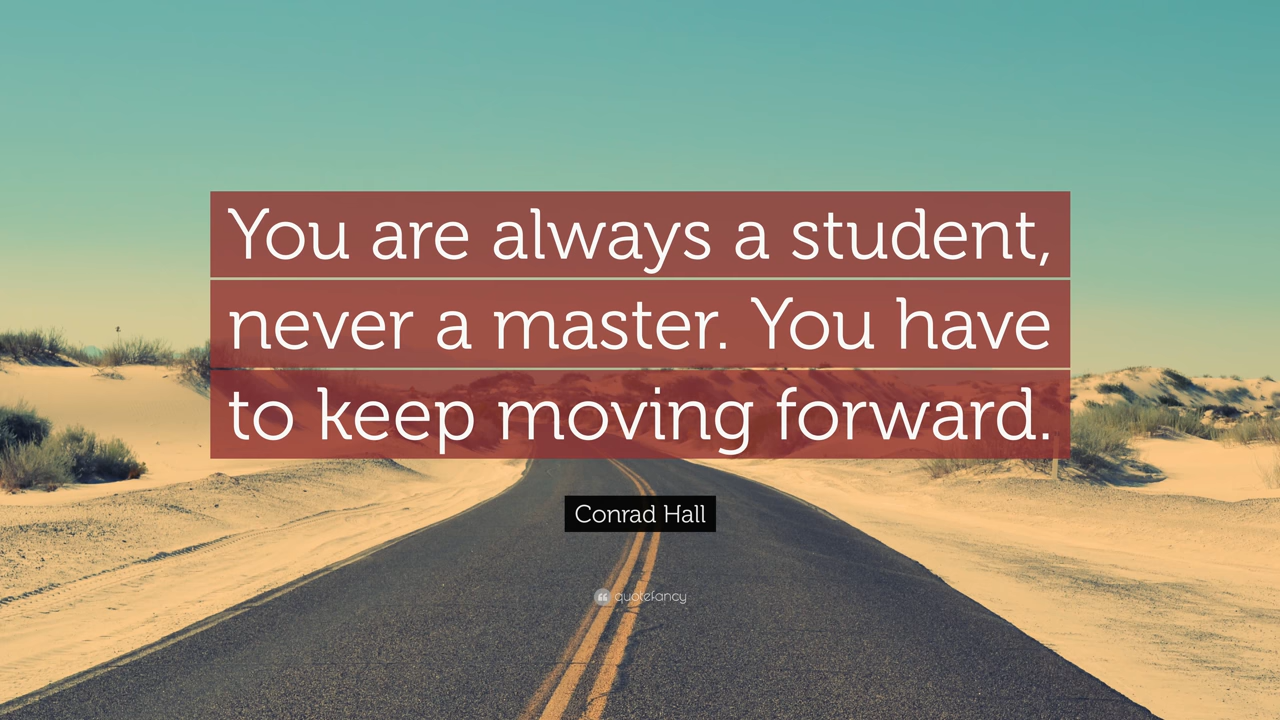 You are always a student,
never a master. You have
to keep moving forward.
Conrad Hall
quotefancy